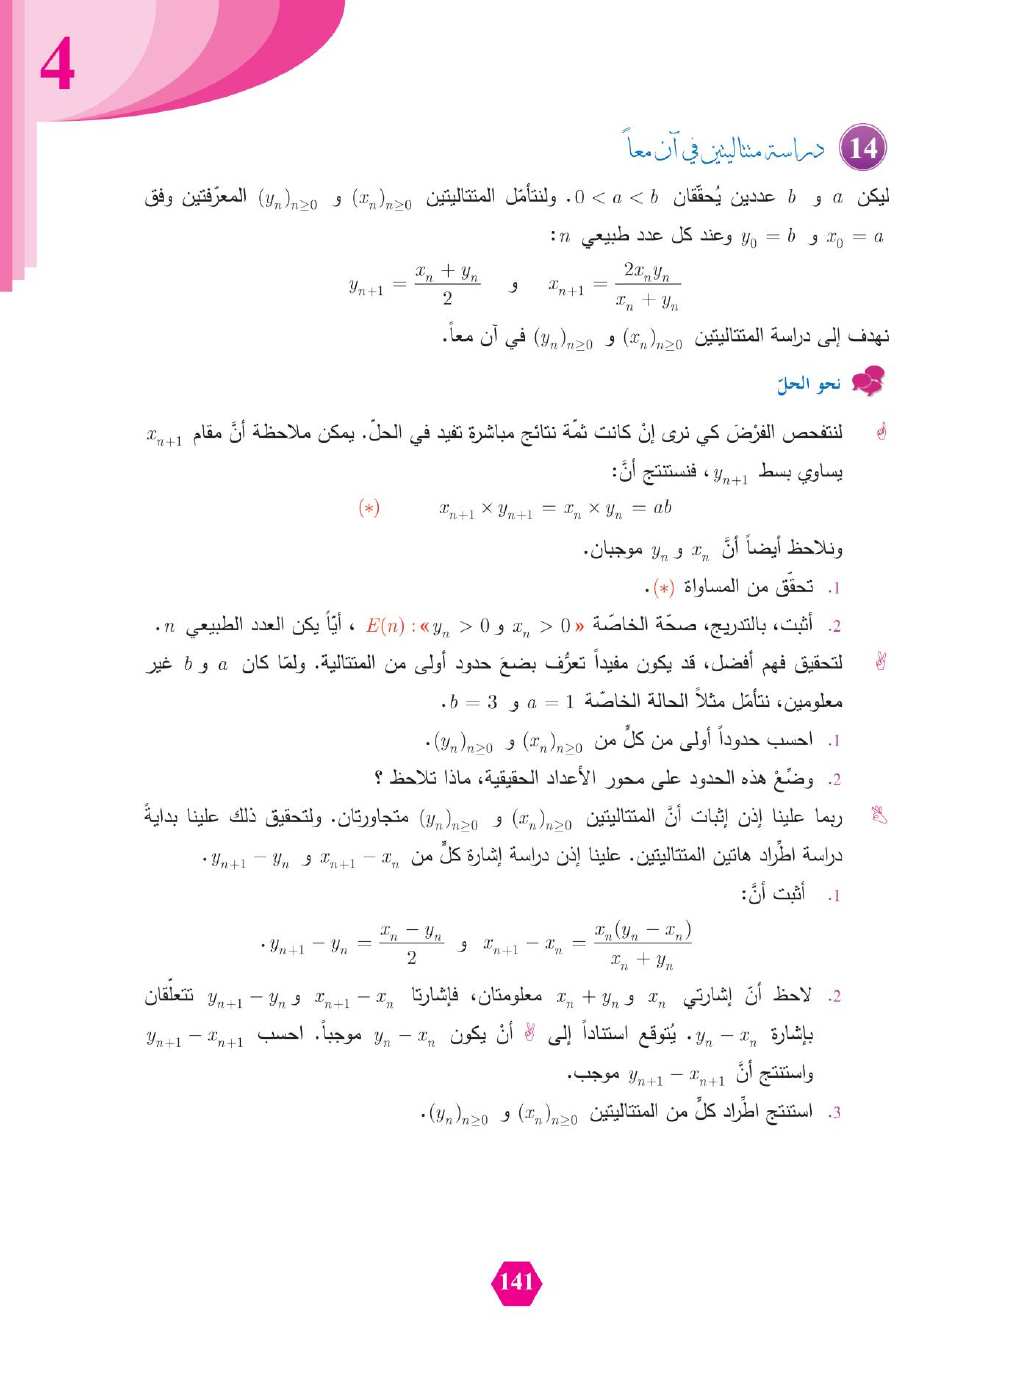 4
14 دراسة متتاليتين في آن معاً
ليكن a و b عددين يُحقّقان 0 < a < b. ولنتأمّل المتتاليتين (x_n)_{n≥0} و (y_n)_{n≥0} المعرّفتين وفق
x_0 = a و y_0 = b وعند كل عدد طبيعي n:
x_{n+1} = \frac{2x_n y_n}{x_n + y_n} و y_{n+1} = \frac{x_n + y_n}{2}
نهدف إلى دراسة المتتاليتين (x_n)_{n≥0} و (y_n)_{n≥0} في آن معاً.
نحو الحلّ
لنتفحص الفرْضَ كي نرى إنْ كانت ثمّة نتائج مباشرة تفيد في الحلّ. يمكن ملاحظة أنَّ مقام x_{n+1}
يساوي بسط y_{n+1}، فنستنتج أنَّ:
x_{n+1} × y_{n+1} = x_n × y_n = ab (*)
ونلاحظ أيضاً أنَّ x_n و y_n موجبان.
1. تحقّق من المساواة (*).
2. أثبت، بالتدريج، صحّة الخاصّة E(n) : «y_n > 0 و x_n > 0» ، أيّاً يكن العدد الطبيعي n.
لتحقيق فهم أفضل، قد يكون مفيداً تعرُّف بضعَ حدود أولى من المتتالية. ولمّا كان a و b غير
معلومين، نتأمّل مثلاً الحالة الخاصّة a = 1 و b = 3.
1. احسب حدوداً أولى من كلٍّ من (x_n)_{n≥0} و (y_n)_{n≥0}.
2. وضِّعْ هذه الحدود على محور الأعداد الحقيقية، ماذا تلاحظ ؟
ربما علينا إذن إثبات أنَّ المتتاليتين (x_n)_{n≥0} و (y_n)_{n≥0} متجاورتان. ولتحقيق ذلك علينا بدايةً
دراسة اطّراد هاتين المتتاليتين. علينا إذن دراسة إشارة كلٍّ من x_{n+1} − x_n و y_{n+1} − y_n.
1. أثبت أنَّ:
x_{n+1} − x_n = \frac{x_n(y_n − x_n)}{x_n + y_n} و y_{n+1} − y_n = \frac{x_n − y_n}{2}.
2. لاحظ أنّ إشارتي x_n و x_n + y_n معلومتان، فإشارتا x_{n+1} − x_n و y_{n+1} − y_n تتعلّقان
بإشارة y_n − x_n. يُتوقع استناداً إلى ✌ أنْ يكون y_n − x_n موجباً. احسب y_{n+1} − x_{n+1}
واستنتج أنَّ y_{n+1} − x_{n+1} موجب.
3. استنتج اطِّراد كلٍّ من المتتاليتين (x_n)_{n≥0} و (y_n)_{n≥0}.
141